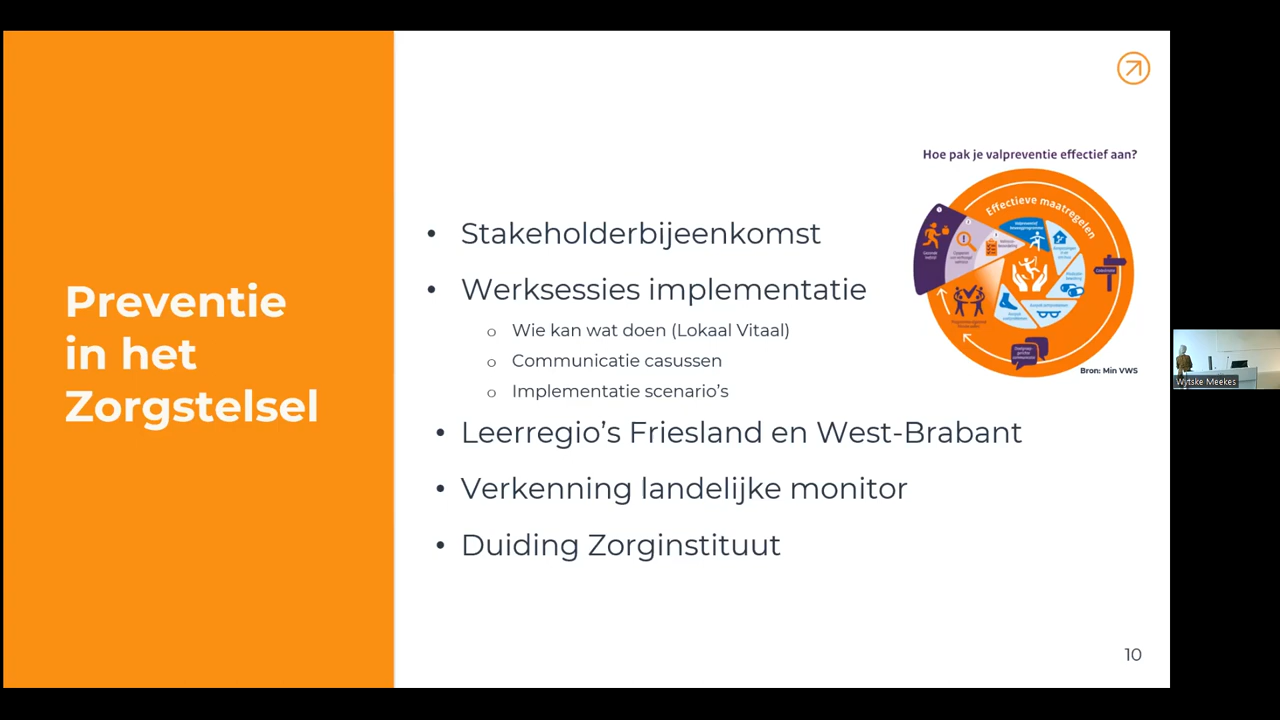 Preventie
in het
Zorgstelsel
Hoe pak je valpreventie effectief aan?
Effectieve maatregelen
Bron: Min VWS
• Stakeholderbijeenkomst
• Werksessies implementatie
o Wie kan wat doen (Lokaal Vitaal)
o Communicatie casussen
o Implementatie scenario’s
• Leerregio’s Friesland en West-Brabant
• Verkenning landelijke monitor
• Duiding Zorginstituut
10
Wytske Meekes